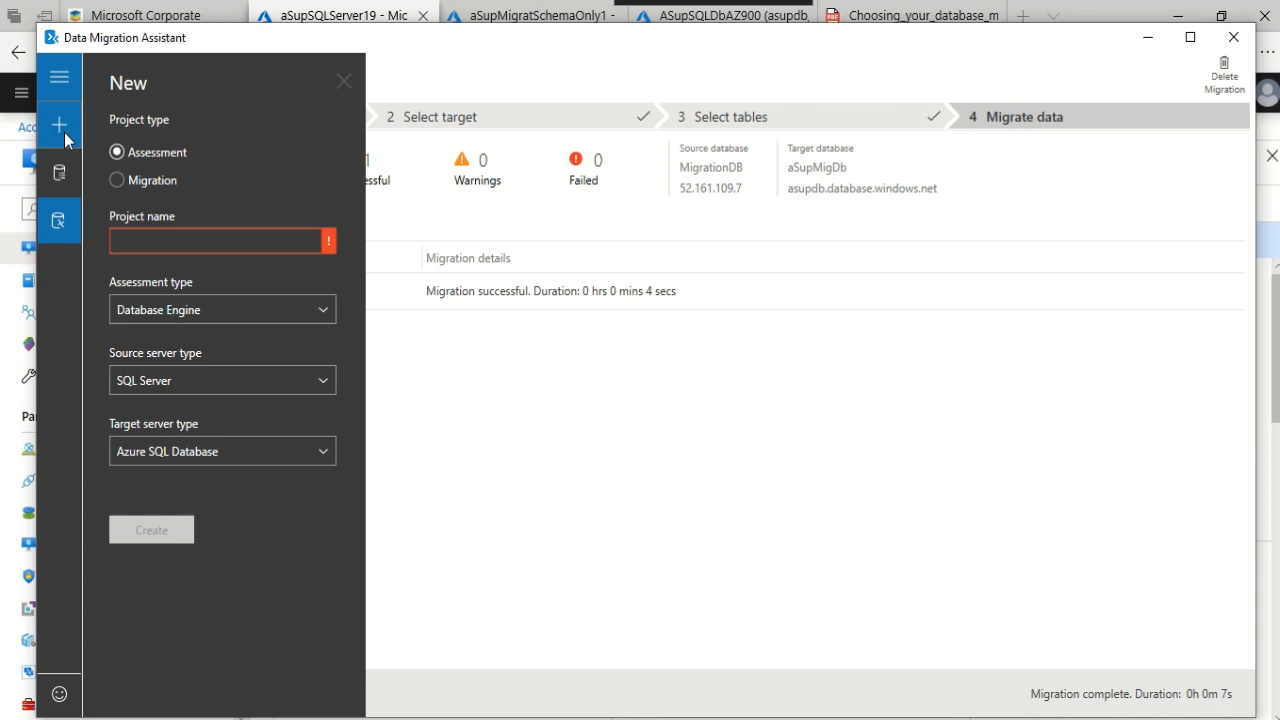 Microsoft Corporate
aSupSQLServer19 - Mic
aSupMigratSchemaOnly1 -
ASupSQLDbAZ900 (asupdb,
Choosing_your_database_m
Data Migration Assistant
New
Delete
Migration
Project type
2 Select target
3 Select tables
4 Migrate data
Acc
Assessment
Migration
1
essful
0
Warnings
0
Failed
Source database
MigrationDB
52.161.109.7
Target database
aSupMigDb
asupdb.database.windows.net
Project name
!
Migration details
Assessment type
Database Engine
Migration successful. Duration: 0 hrs 0 mins 4 secs
Source server type
SQL Server
Pa
Target server type
Azure SQL Database
Create
Migration complete. Duration: 0h 0m 7s